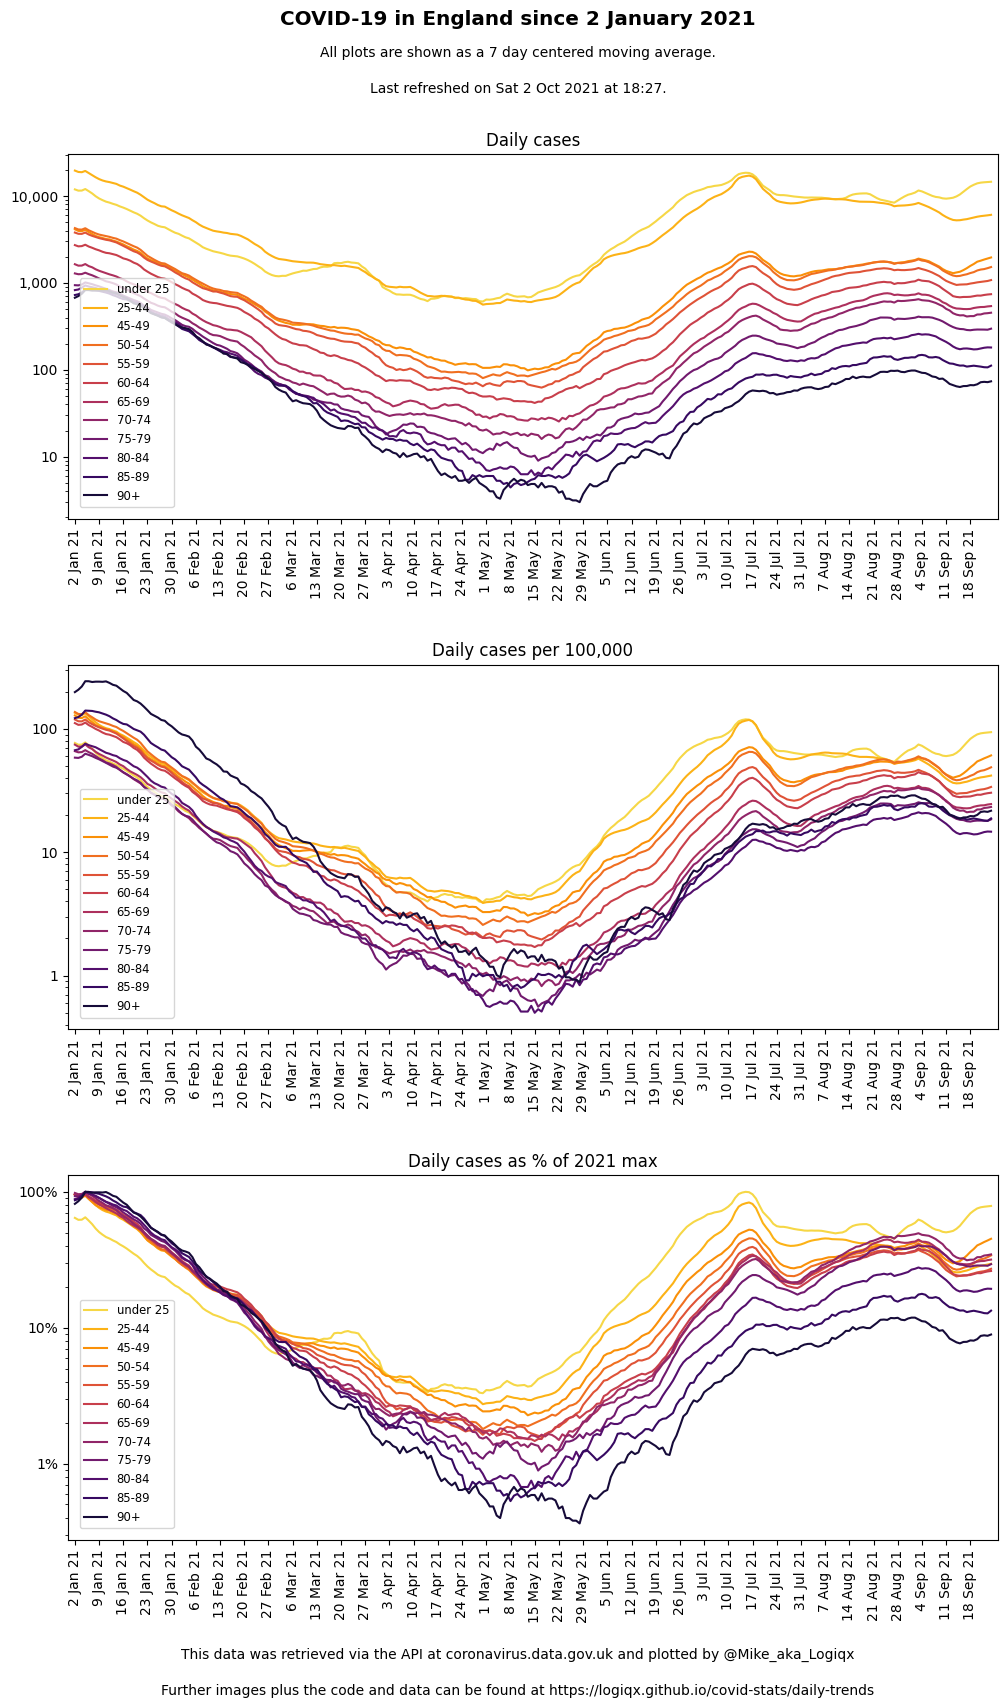 COVID-19 in England since 2 January 2021
All plots are shown as a 7 day centered moving average.
Last refreshed on Sat 2 Oct 2021 at 18:27.
Daily cases
10,000
1,000
100
10
under 25
25-44
45-49
50-54
55-59
60-64
65-69
70-74
75-79
80-84
85-89
90+
2 Jan 21
9 Jan 21
16 Jan 21
23 Jan 21
30 Jan 21
6 Feb 21
13 Feb 21
20 Feb 21
27 Feb 21
6 Mar 21
13 Mar 21
20 Mar 21
27 Mar 21
3 Apr 21
10 Apr 21
17 Apr 21
24 Apr 21
1 May 21
8 May 21
15 May 21
22 May 21
29 May 21
5 Jun 21
12 Jun 21
19 Jun 21
26 Jun 21
3 Jul 21
10 Jul 21
17 Jul 21
24 Jul 21
31 Jul 21
7 Aug 21
14 Aug 21
21 Aug 21
28 Aug 21
4 Sep 21
11 Sep 21
18 Sep 21
Daily cases per 100,000
100
10
1
under 25
25-44
45-49
50-54
55-59
60-64
65-69
70-74
75-79
80-84
85-89
90+
2 Jan 21
9 Jan 21
16 Jan 21
23 Jan 21
30 Jan 21
6 Feb 21
13 Feb 21
20 Feb 21
27 Feb 21
6 Mar 21
13 Mar 21
20 Mar 21
27 Mar 21
3 Apr 21
10 Apr 21
17 Apr 21
24 Apr 21
1 May 21
8 May 21
15 May 21
22 May 21
29 May 21
5 Jun 21
12 Jun 21
19 Jun 21
26 Jun 21
3 Jul 21
10 Jul 21
17 Jul 21
24 Jul 21
31 Jul 21
7 Aug 21
14 Aug 21
21 Aug 21
28 Aug 21
4 Sep 21
11 Sep 21
18 Sep 21
Daily cases as % of 2021 max
100%
10%
1%
under 25
25-44
45-49
50-54
55-59
60-64
65-69
70-74
75-79
80-84
85-89
90+
2 Jan 21
9 Jan 21
16 Jan 21
23 Jan 21
30 Jan 21
6 Feb 21
13 Feb 21
20 Feb 21
27 Feb 21
6 Mar 21
13 Mar 21
20 Mar 21
27 Mar 21
3 Apr 21
10 Apr 21
17 Apr 21
24 Apr 21
1 May 21
8 May 21
15 May 21
22 May 21
29 May 21
5 Jun 21
12 Jun 21
19 Jun 21
26 Jun 21
3 Jul 21
10 Jul 21
17 Jul 21
24 Jul 21
31 Jul 21
7 Aug 21
14 Aug 21
21 Aug 21
28 Aug 21
4 Sep 21
11 Sep 21
18 Sep 21
This data was retrieved via the API at coronavirus.data.gov.uk and plotted by @Mike_aka_Logiqx
Further images plus the code and data can be found at https://logiqx.github.io/covid-stats/daily-trends